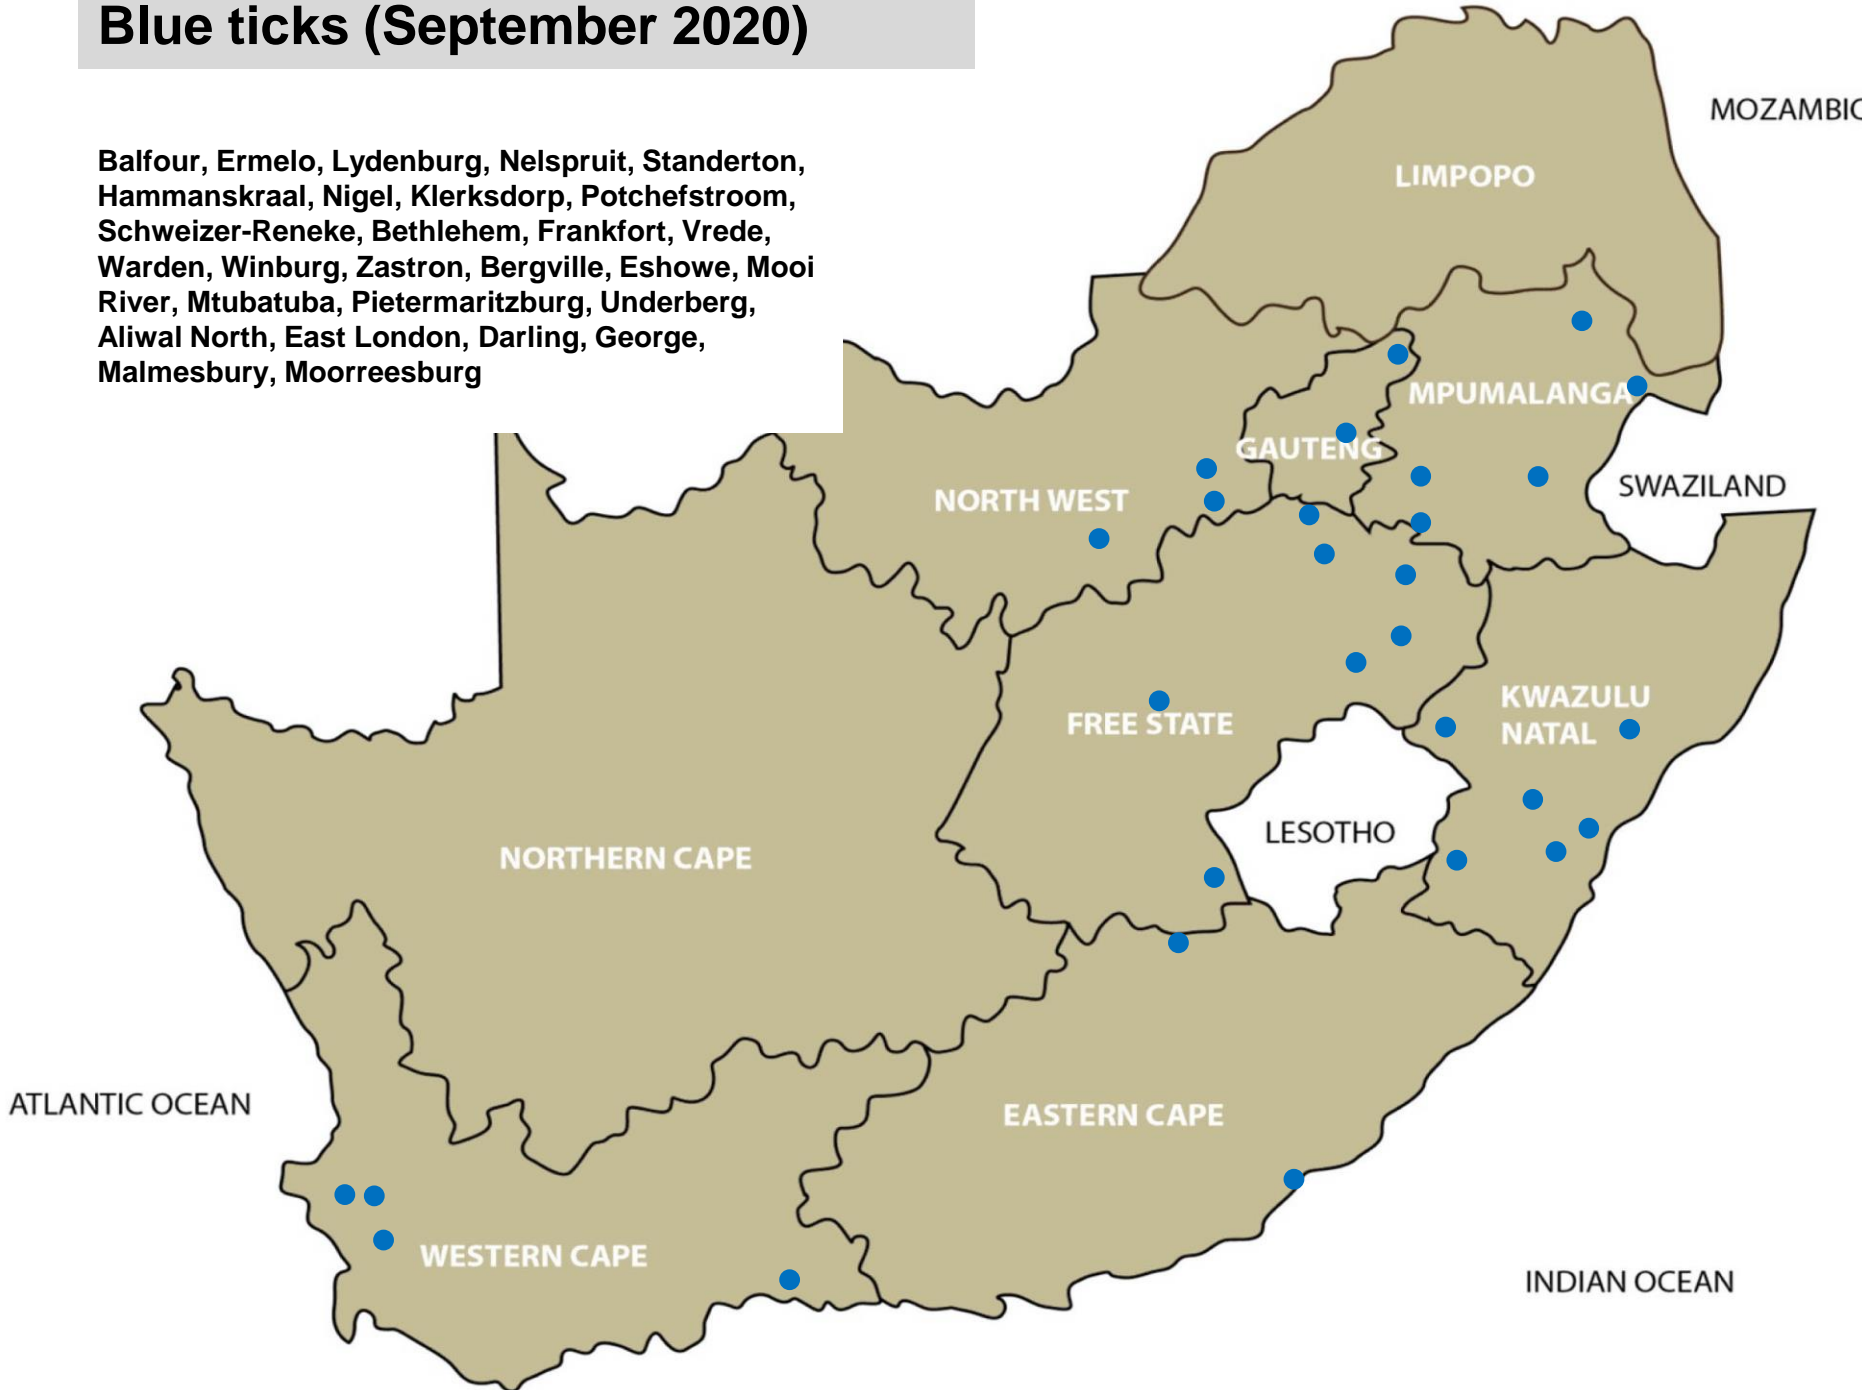 Blue ticks (September 2020)
Balfour, Ermelo, Lydenburg, Nelspruit, Standerton,
Hammanskraal, Nigel, Klerksdorp, Potchefstroom,
Schweizer-Reneke, Bethlehem, Frankfort, Vrede,
Warden, Winburg, Zastron, Bergville, Eshowe, Mooi
River, Mtubatuba, Pietermaritzburg, Underberg,
Aliwal North, East London, Darling, George,
Malmesbury, Moorreesburg
MOZAMBIC
LIMPOPO
MPUMALANGA
GAUTENG
SWAZILAND
NORTH WEST
KWAZULU
NATAL
FREE STATE
LESOTHO
NORTHERN CAPE
ATLANTIC OCEAN
EASTERN CAPE
WESTERN CAPE
INDIAN OCEAN